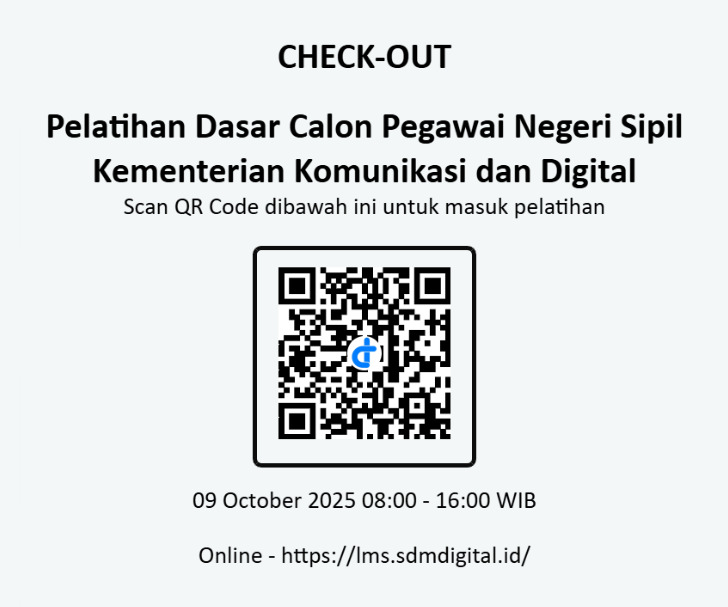 CHECK-OUT
Pelatihan Dasar Calon Pegawai Negeri Sipil
Kementerian Komunikasi dan Digital
Scan QR Code dibawah ini untuk masuk pelatihan
09 October 2025 08:00 - 16:00 WIB
Online - https://lms.sdmdigital.id/